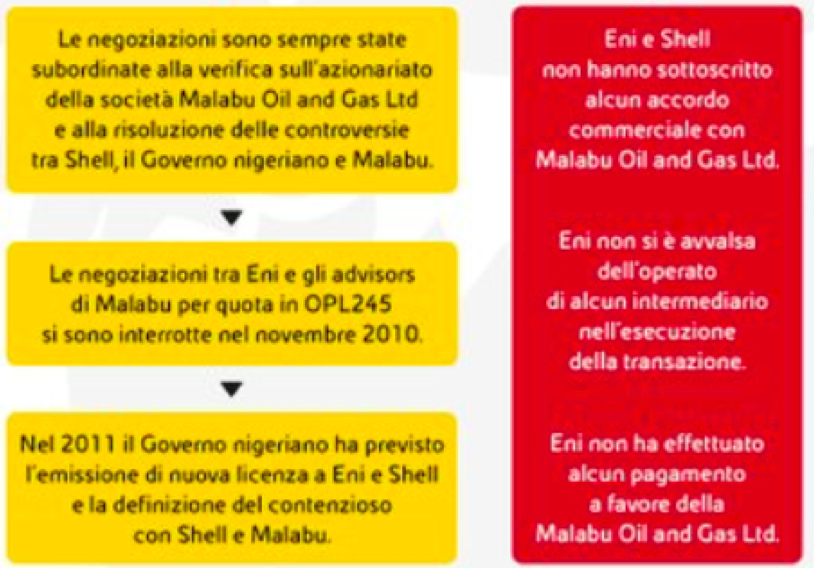 Le negoziazioni sono sempre state
subordinate alla verifica sull'azionariato
della società Malabu Oil and Gas Ltd
e alla risoluzione delle controversie
tra Shell, il Governo nigeriano e Malabu.
Le negoziazioni tra Eni e gli advisors
di Malabu per quota in OPL245
si sono interrotte nel novembre 2010.
Nel 2011 il Governo nigeriano ha previsto
l'emissione di nuova licenza a Eni e Shell
e la definizione del contenzioso
con Shell e Malabu.
Eni e Shell
non hanno sottoscritto
alcun accordo
commerciale con
Malabu Oil and Gas Ltd.
Eni non si è avvalsa
dell'operato
di alcun intermediario
nell'esecuzione
della transazione.
Eni non ha effettuato
alcun pagamento
a favore della
Malabu Oil and Gas Ltd.